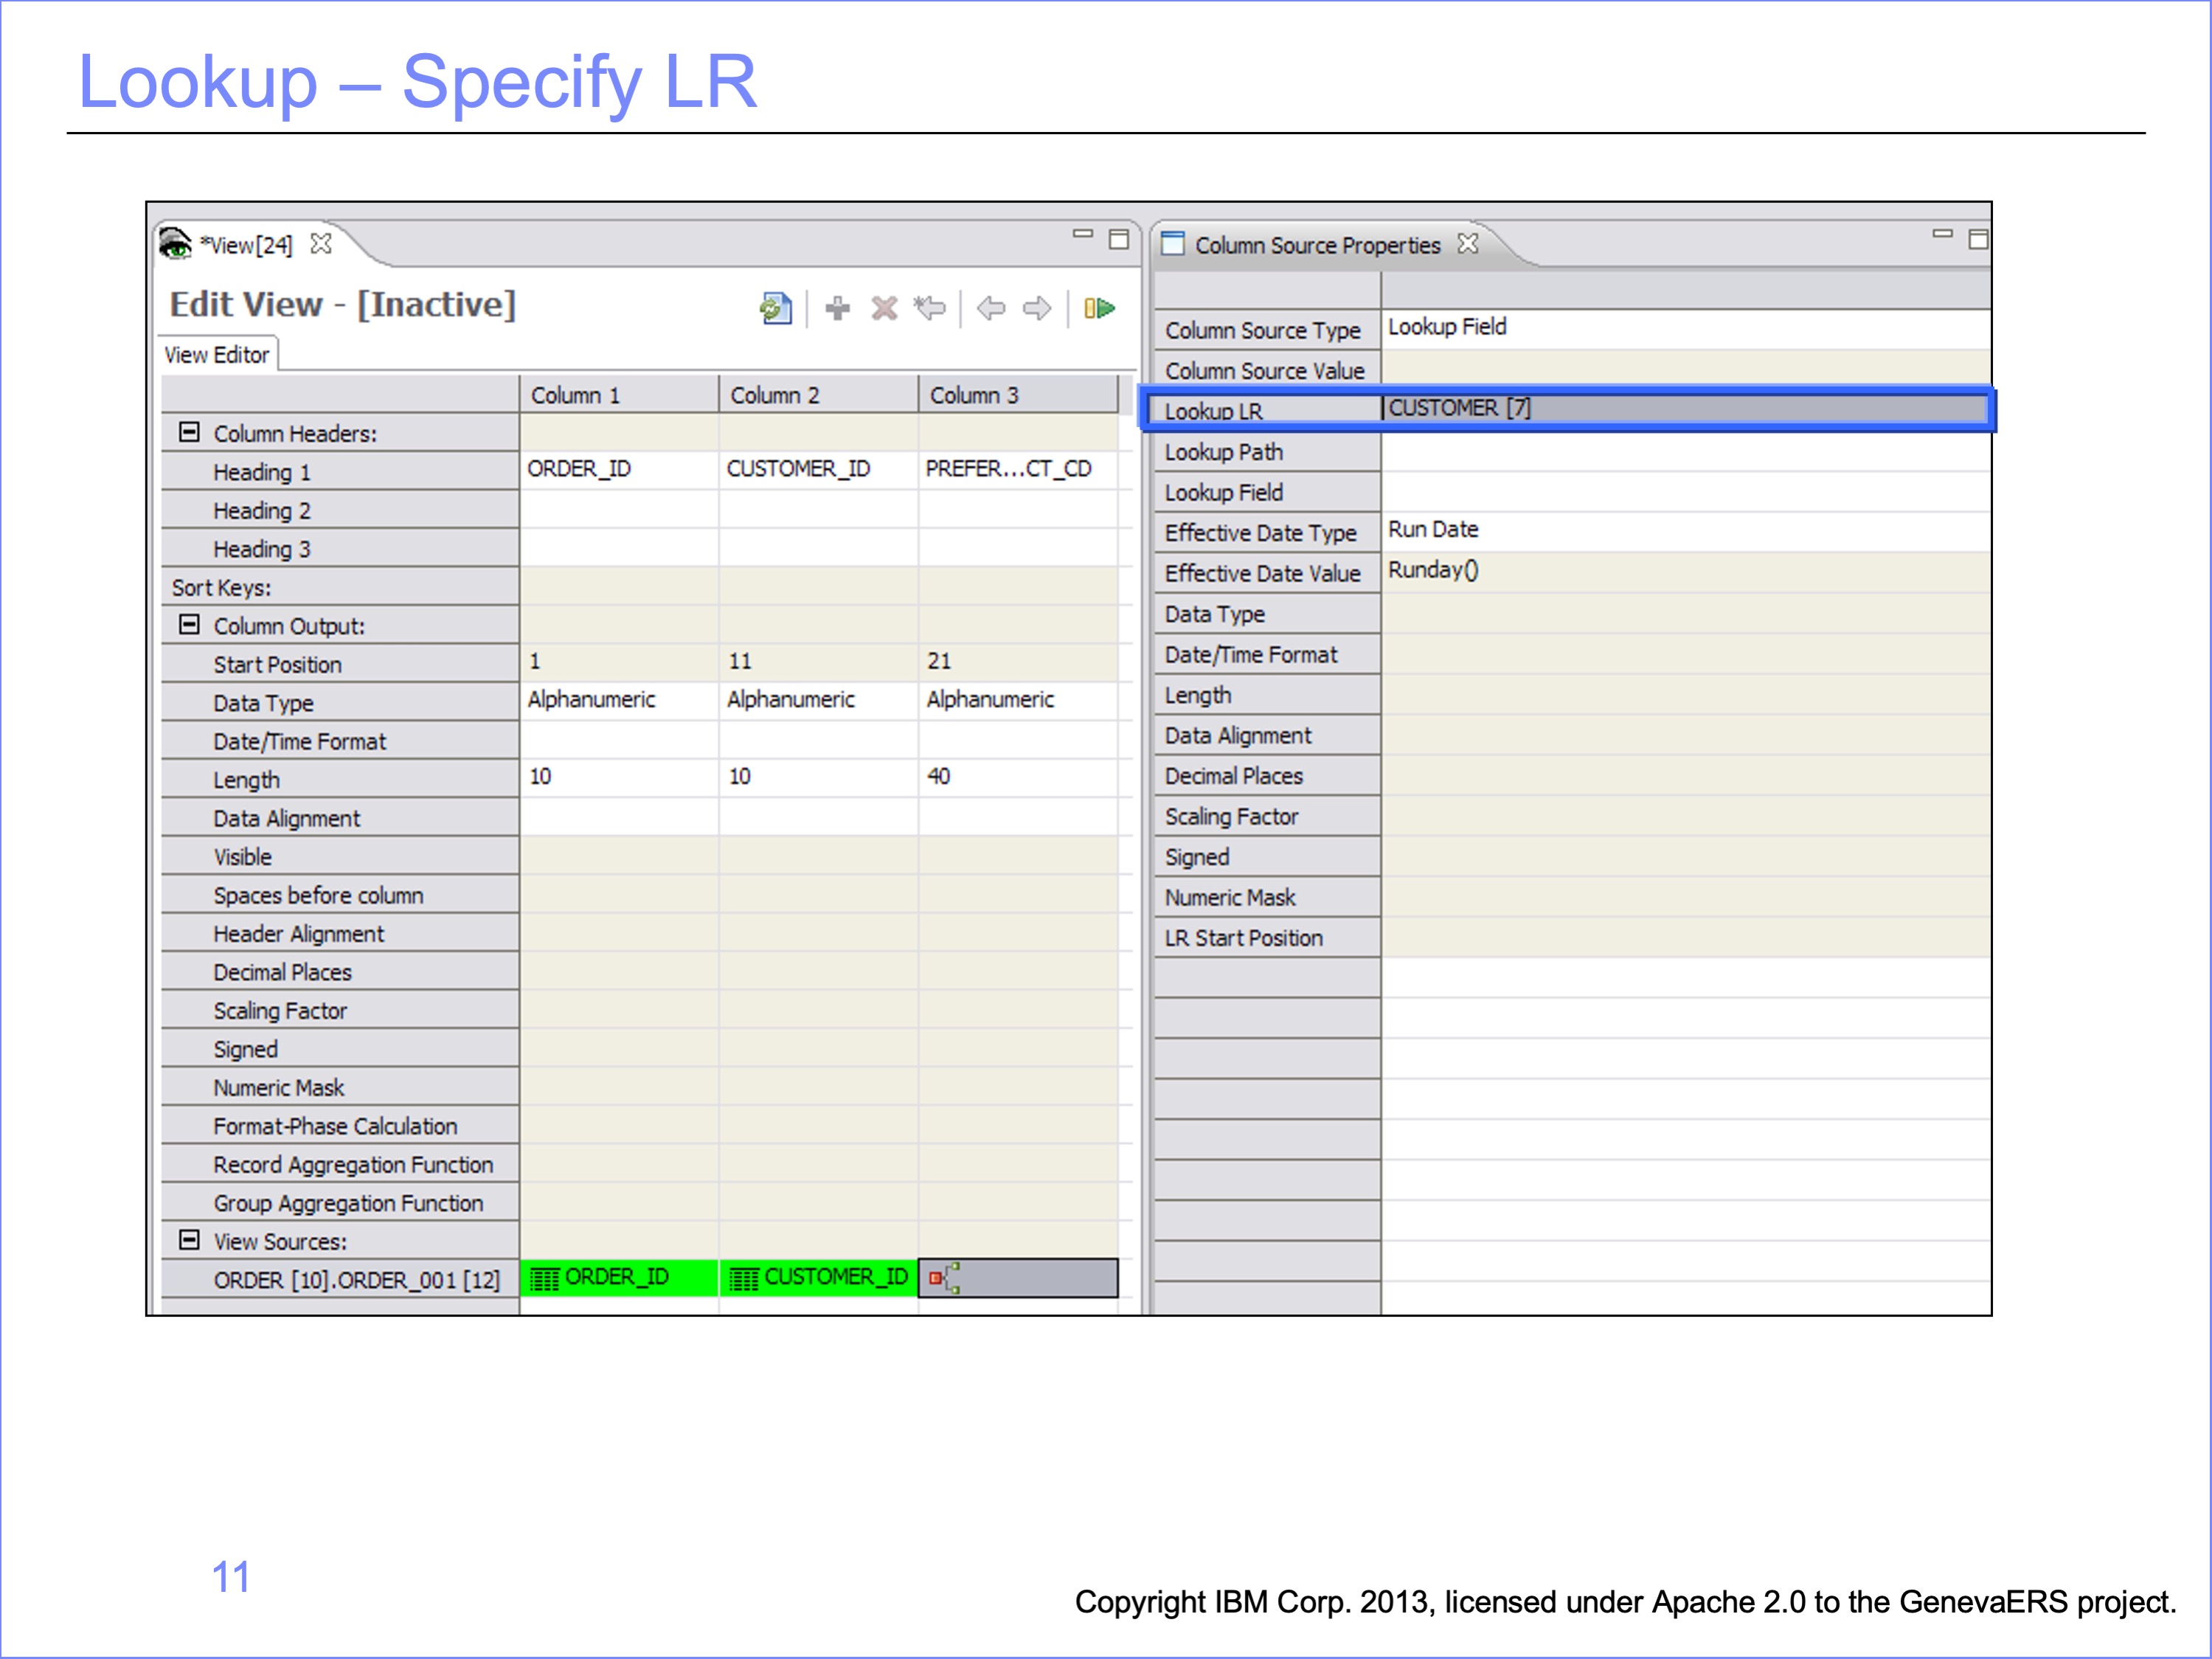 Lookup – Specify LR
*View[24]
Edit View - [Inactive]
View Editor
Column 1 Column 2 Column 3
Column Headers:
Heading 1 ORDER_ID CUSTOMER_ID PREFER...CT_CD
Heading 2
Heading 3
Sort Keys:
Column Output:
Start Position 1 11 21
Data Type Alphanumeric Alphanumeric Alphanumeric
Date/Time Format
Length 10 10 40
Data Alignment
Visible
Spaces before column
Header Alignment
Decimal Places
Scaling Factor
Signed
Numeric Mask
Format-Phase Calculation
Record Aggregation Function
Group Aggregation Function
View Sources:
ORDER [10].ORDER_001 [12] ORDER_ID CUSTOMER_ID
Column Source Properties
Column Source Type Lookup Field
Column Source Value
Lookup LR CUSTOMER [7]
Lookup Path
Lookup Field
Effective Date Type Run Date
Effective Date Value Runday()
Data Type
Date/Time Format
Length
Data Alignment
Decimal Places
Scaling Factor
Signed
Numeric Mask
LR Start Position
11
Copyright IBM Corp. 2013, licensed under Apache 2.0 to the GenevaERS project.